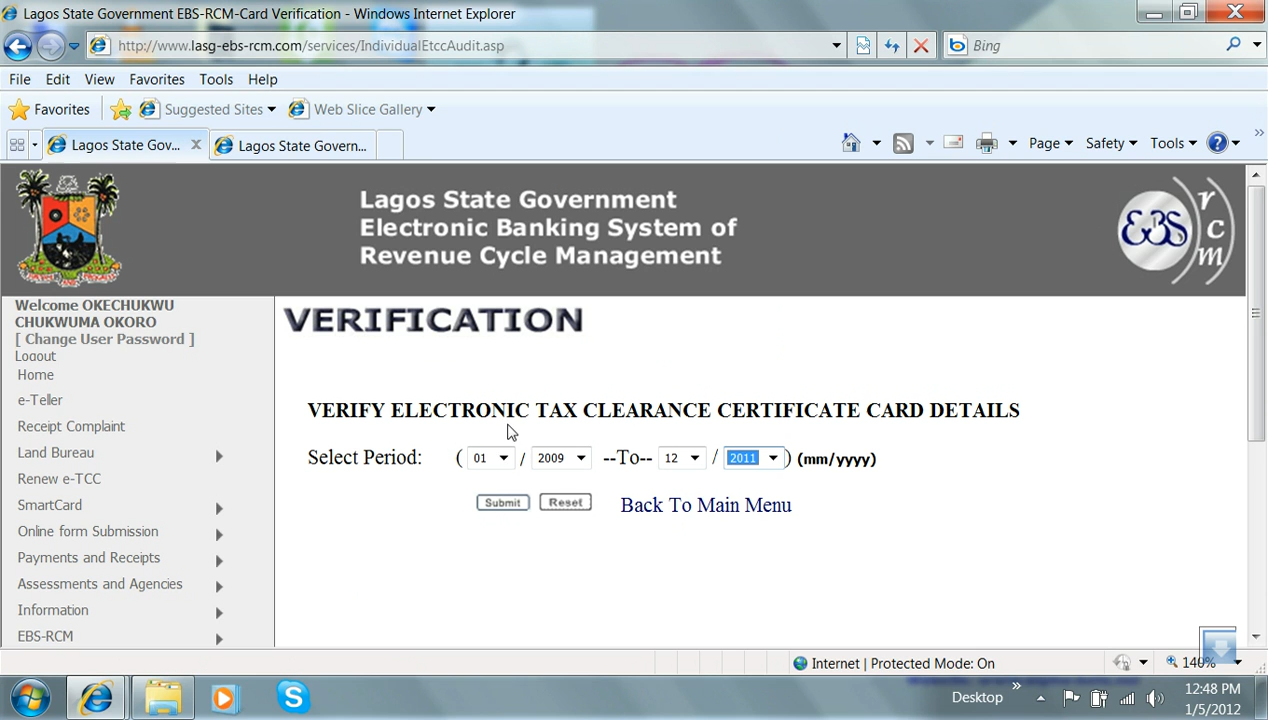 Lagos State Government EBS-RCM-Card Verification - Windows Internet Explorer
http://www.lasg-ebs-rcm.com/services/IndividualEtccAudit.asp
Bing
File Edit View Favorites Tools Help
Favorites Suggested Sites Web Slice Gallery
Lagos State Gov... Lagos State Govern...
Page Safety Tools
Lagos State Government
Electronic Banking System of
Revenue Cycle Management
EBS rcm
Welcome OKECHUKWU
CHUKWUMA OKORO
[ Change User Password ]
Logout
Home
e-Teller
Receipt Complaint
Land Bureau
Renew e-TCC
SmartCard
Online form Submission
Payments and Receipts
Assessments and Agencies
Information
EBS-RCM
VERIFICATION
VERIFY ELECTRONIC TAX CLEARANCE CERTIFICATE CARD DETAILS
Select Period: ( 01 / 2009 --To-- 12 / 2011 ) (mm/yyyy)
Submit Reset Back To Main Menu
Internet | Protected Mode: On
140%
Desktop
12:48 PM
1/5/2012